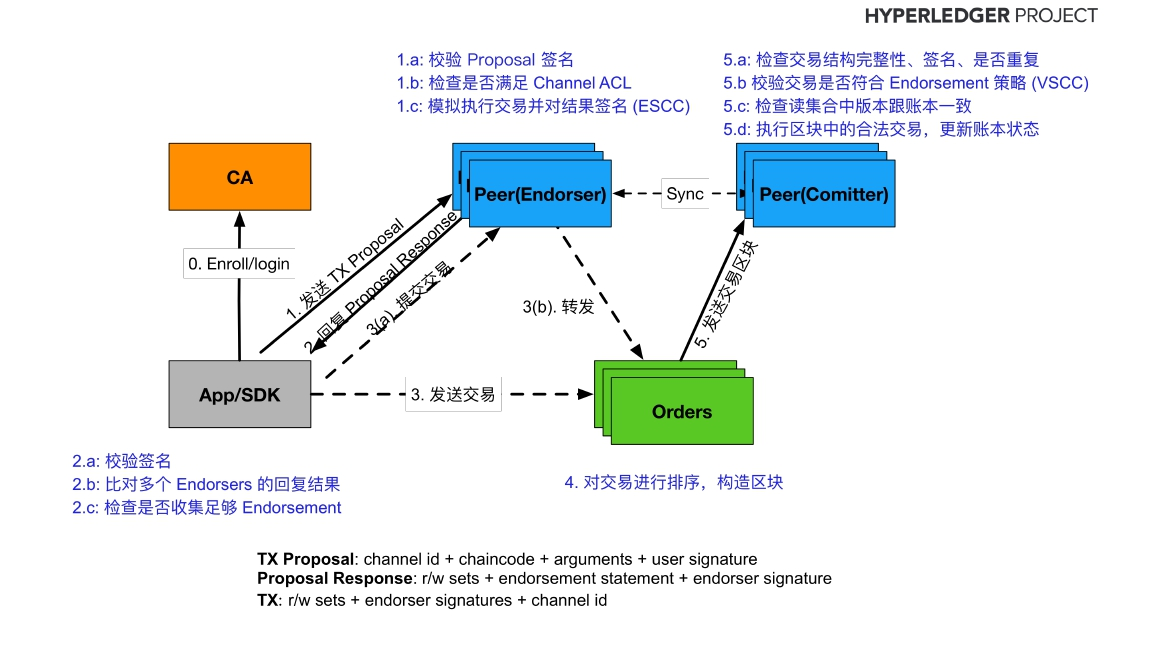 HYPERLEDGER PROJECT
1.a: 校验 Proposal 签名
1.b: 检查是否满足 Channel ACL
1.c: 模拟执行交易并对结果签名 (ESCC)
5.a: 检查交易结构完整性、签名、是否重复
5.b 校验交易是否符合 Endorsement 策略 (VSCC)
5.c: 检查读集合中版本跟账本一致
5.d: 执行区块中的合法交易，更新账本状态
CA
Peer(Endorser)
Sync
Peer(Comitter)
0. Enroll/login
1. 发送 TX Proposal
2. 回复 Proposal Response
3(a). 提交交易
3(b). 转发
5. 发送交易区块
App/SDK
3. 发送交易
Orders
2.a: 校验签名
2.b: 比对多个 Endorsers 的回复结果
2.c: 检查是否收集足够 Endorsement
4. 对交易进行排序，构造区块
TX Proposal: channel id + chaincode + arguments + user signature
Proposal Response: r/w sets + endorsement statement + endorser signature
TX: r/w sets + endorser signatures + channel id